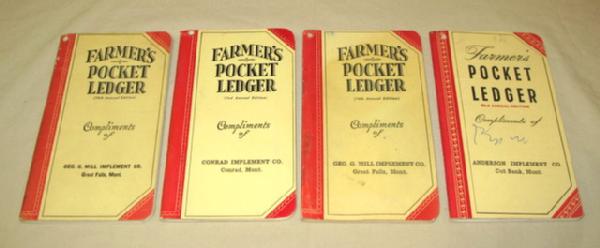 FARMER'S
POCKET
LEDGER
Compliments
of
GEO. G. MILL IMPLEMENT CO.
Great Falls, Mont.
FARMER'S
POCKET
LEDGER
Compliments
of
CONRAD IMPLEMENT CO.
Conrad, Mont.
FARMER'S
POCKET
LEDGER
Compliments
of
GEO. G. MILL IMPLEMENT CO.
Great Falls, Mont.
Farmer's
POCKET
LEDGER
Compliments of
ANDERSON IMPLEMENT CO.
Cut Bank, Mont.